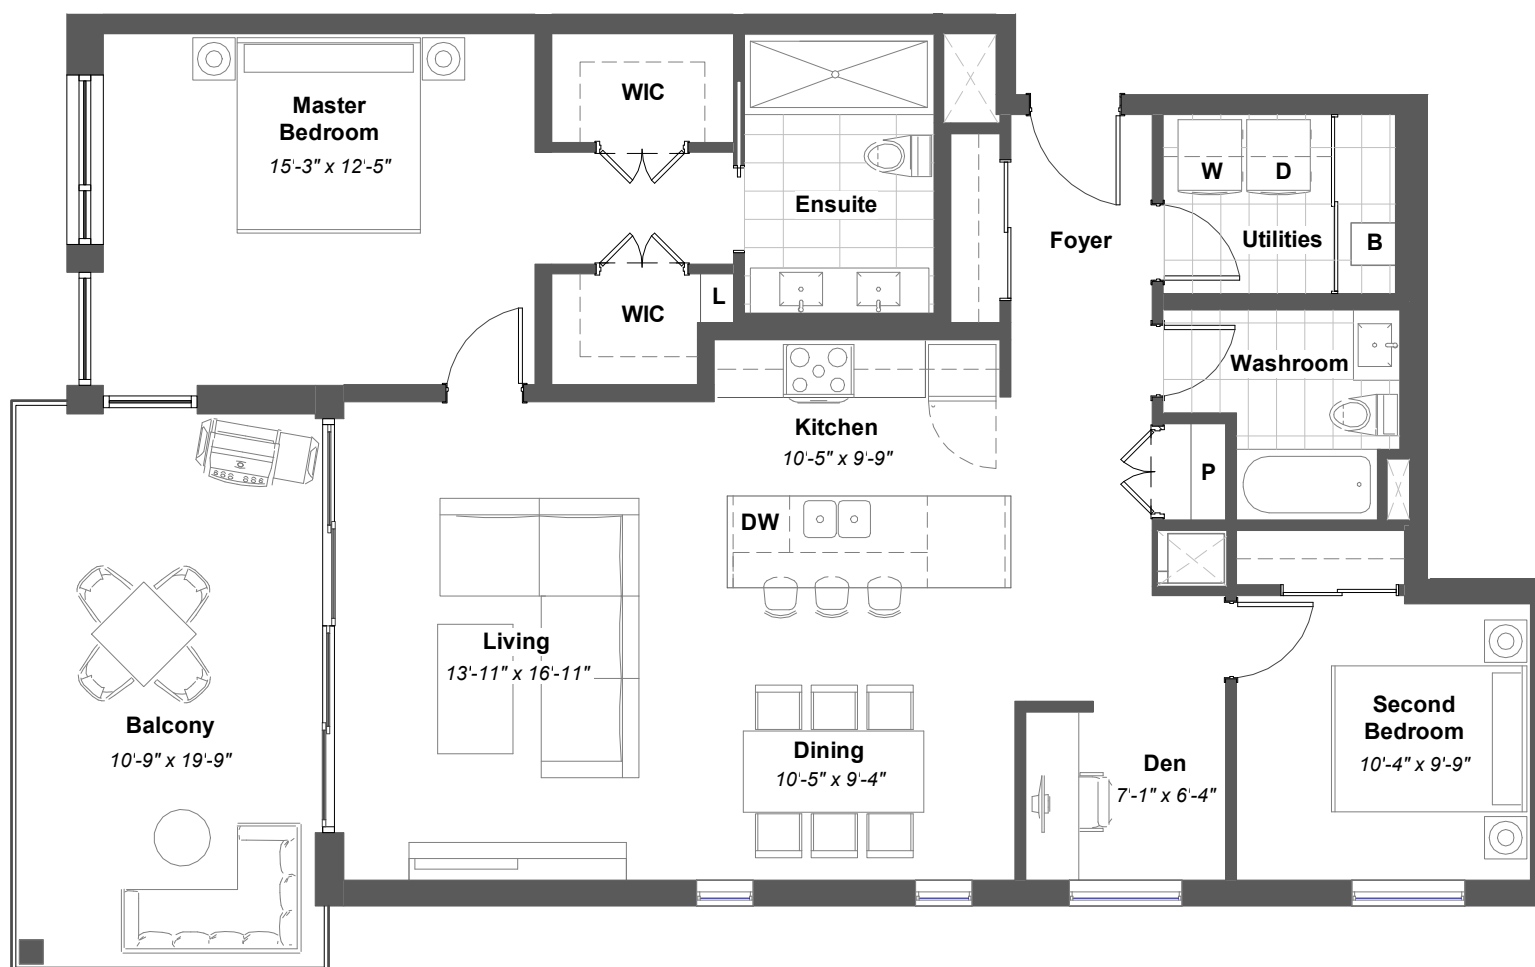 Master
Bedroom
15'-3" x 12'-5"
WIC
Ensuite
WIC
L
Foyer
W
D
Utilities
B
Washroom
Kitchen
10'-5" x 9'-9"
P
DW
Living
13'-11" x 16'-11"
Balcony
10'-9" x 19'-9"
Dining
10'-5" x 9'-4"
Den
7'-1" x 6'-4"
Second
Bedroom
10'-4" x 9'-9"